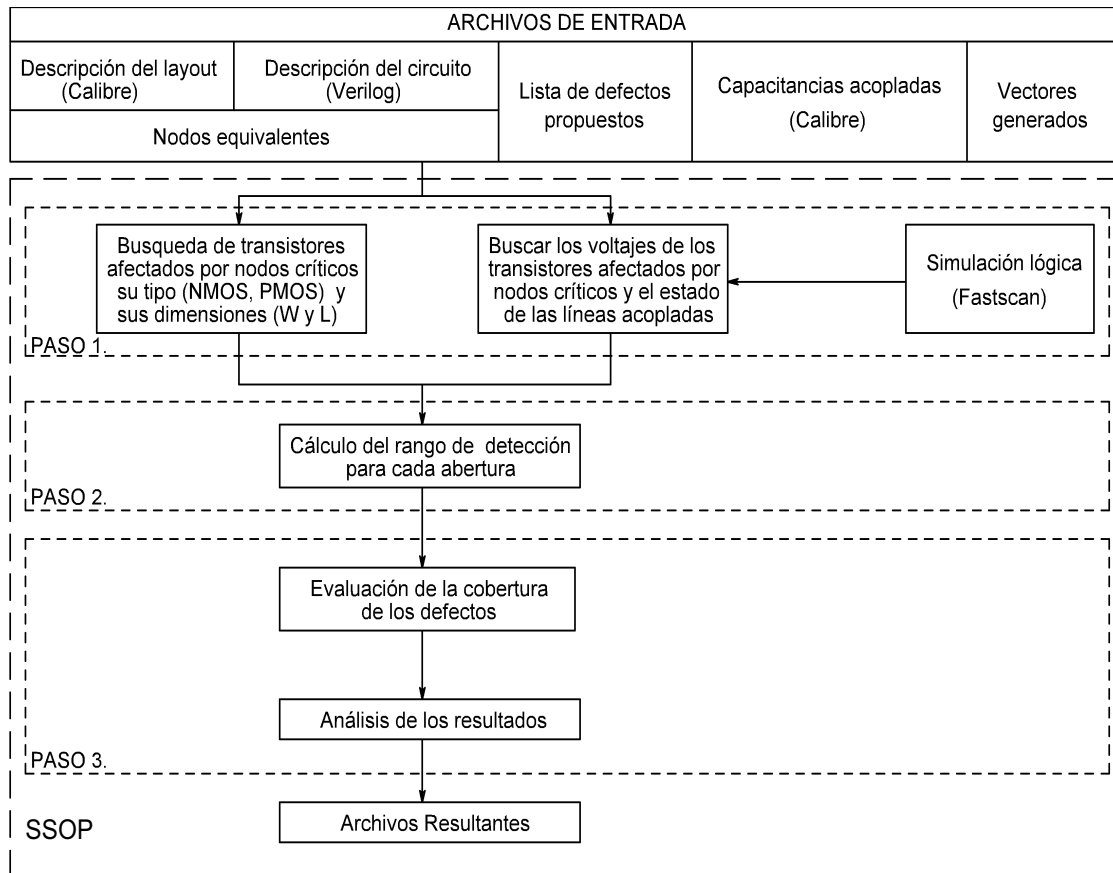 ARCHIVOS DE ENTRADA
Descripción del layout
(Calibre)
Descripción del circuito
(Verilog)
Nodos equivalentes
Lista de defectos
propuestos
Capacitancias acopladas
(Calibre)
Vectores
generados
Busqueda de transistores
afectados por nodos críticos
su tipo (NMOS, PMOS) y
sus dimensiones (W y L)
Buscar los voltajes de los
transistores afectados por
nodos críticos y el estado
de las líneas acopladas
Simulación lógica
(Fastscan)
PASO 1.
Cálculo del rango de detección
para cada abertura
PASO 2.
Evaluación de la cobertura
de los defectos
Análisis de los resultados
PASO 3.
Archivos Resultantes
SSOP